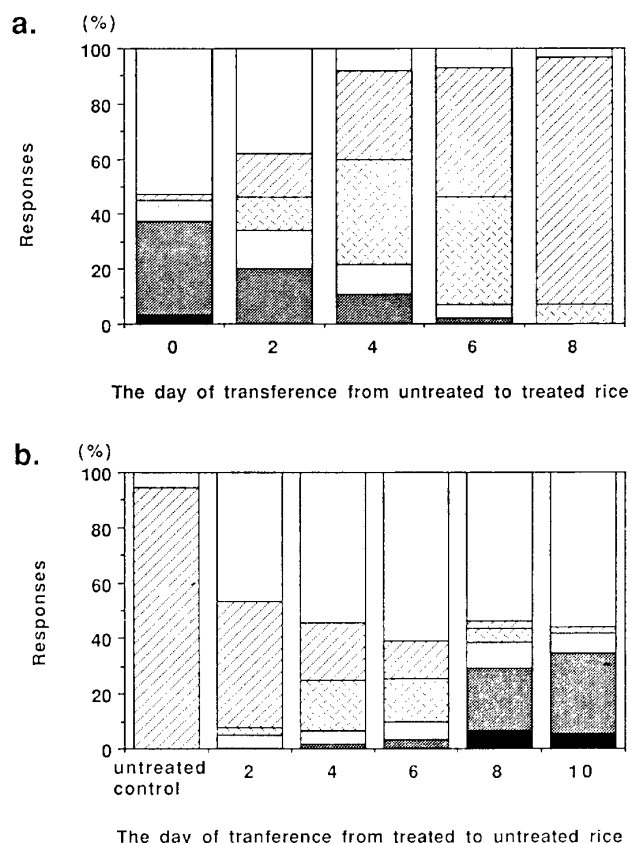 a.
(%)
100
80
60
40
20
0
Responses
0 2 4 6 8
The day of transference from untreated to treated rice
b.
(%)
100
80
60
40
20
0
Responses
untreated control 2 4 6 8 10
The day of tranference from treated to untreated rice